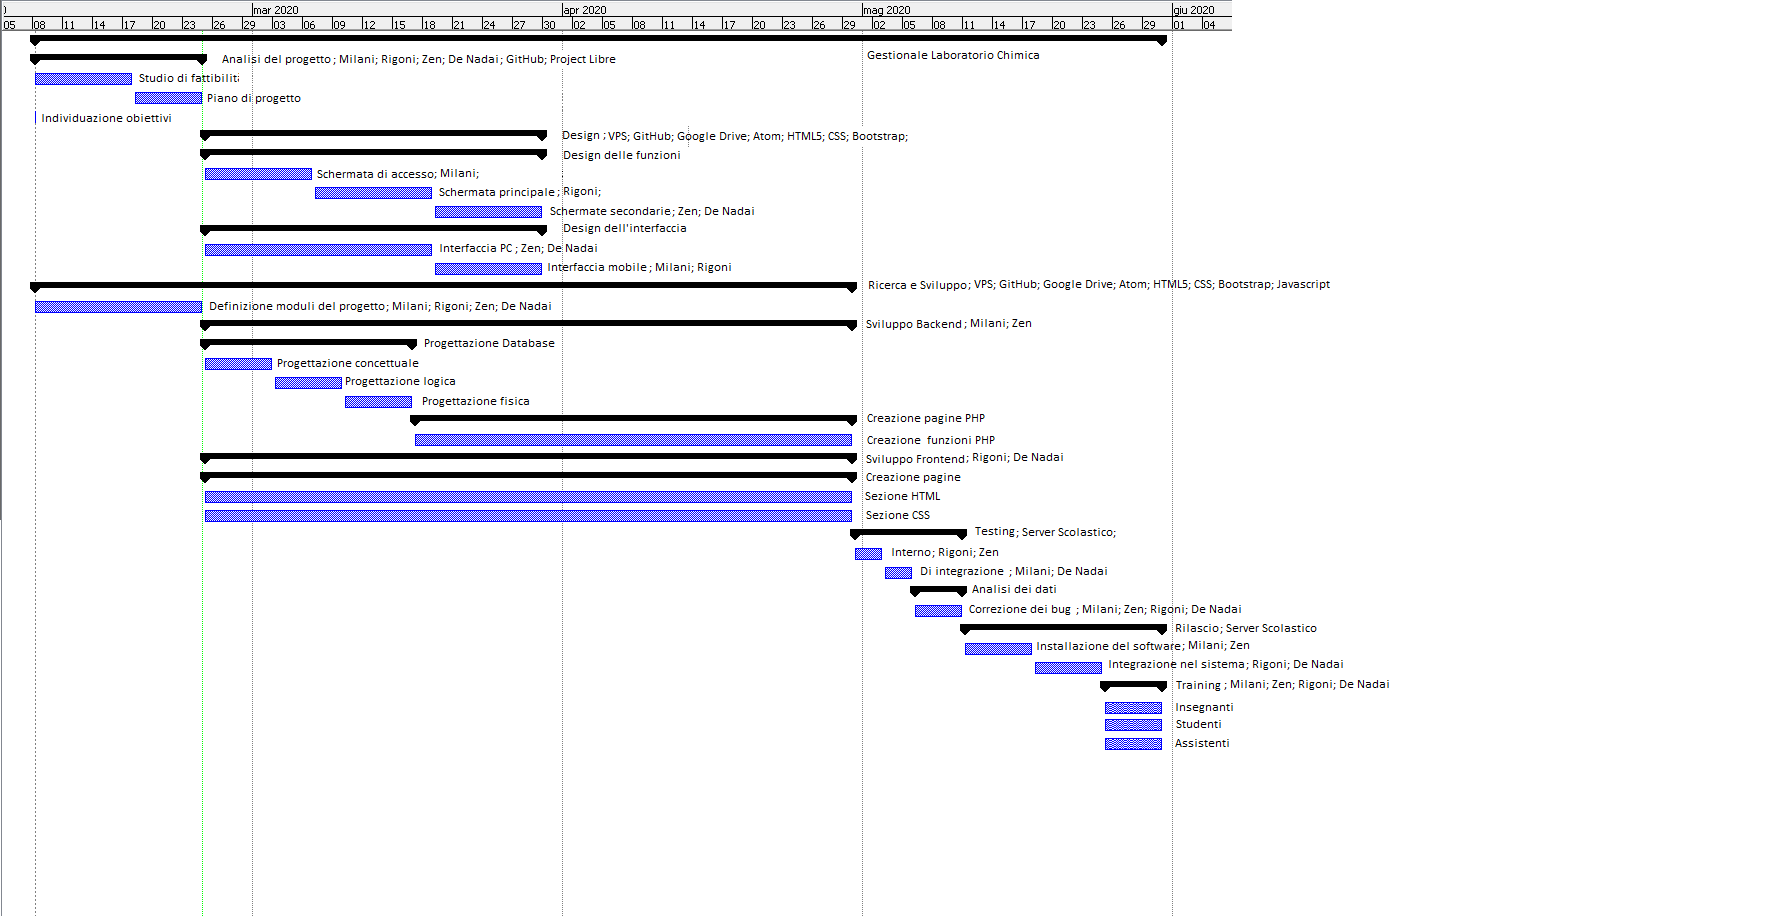 ) mar 2020 apr 2020 mag 2020 giu 2020
05 08 11 14 17 20 23 26 29 03 06 09 12 15 18 21 24 27 30 02 05 08 11 14 17 20 23 26 29 02 05 08 11 14 17 20 23 26 29 01 04
Gestionale Laboratorio Chimica
Analisi del progetto ; Milani; Rigoni; Zen; De Nadai; GitHub; Project Libre
Studio di fattibilità
Piano di progetto
Individuazione obiettivi
Design ; VPS; GitHub; Google Drive; Atom; HTML5; CSS; Bootstrap;
Design delle funzioni
Schermata di accesso; Milani;
Schermata principale ; Rigoni;
Schermate secondarie; Zen; De Nadai
Design dell'interfaccia
Interfaccia PC ; Zen; De Nadai
Interfaccia mobile ; Milani; Rigoni
Ricerca e Sviluppo; VPS; GitHub; Google Drive; Atom; HTML5; CSS; Bootstrap; Javascript
Definizione moduli del progetto; Milani; Rigoni; Zen; De Nadai
Sviluppo Backend ; Milani; Zen
Progettazione Database
Progettazione concettuale
Progettazione logica
Progettazione fisica
Creazione pagine PHP
Creazione funzioni PHP
Sviluppo Frontend; Rigoni; De Nadai
Creazione pagine
Sezione HTML
Sezione CSS
Testing; Server Scolastico;
Interno; Rigoni; Zen
Di integrazione ; Milani; De Nadai
Analisi dei dati
Correzione dei bug ; Milani; Zen; Rigoni; De Nadai
Rilascio; Server Scolastico
Installazione del software; Milani; Zen
Integrazione nel sistema; Rigoni; De Nadai
Training ; Milani; Zen; Rigoni; De Nadai
Insegnanti
Studenti
Assistenti